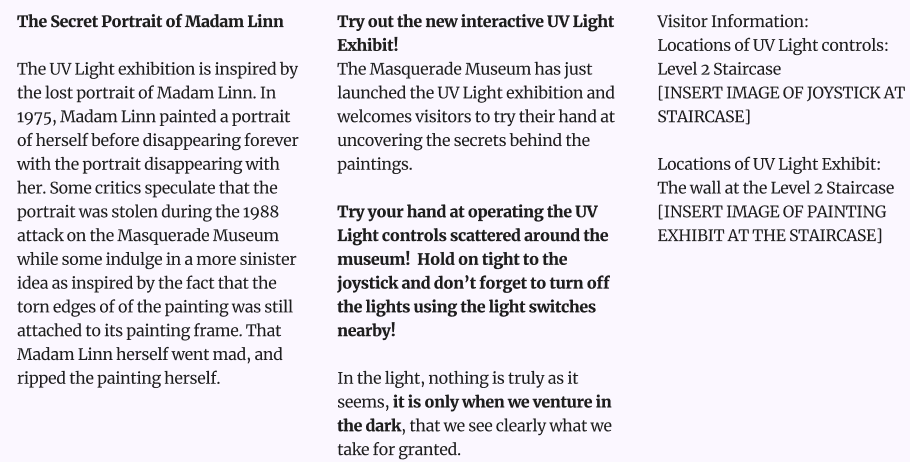 The Secret Portrait of Madam Linn
The UV Light exhibition is inspired by
the lost portrait of Madam Linn. In
1975, Madam Linn painted a portrait
of herself before disappearing forever
with the portrait disappearing with
her. Some critics speculate that the
portrait was stolen during the 1988
attack on the Masquerade Museum
while some indulge in a more sinister
idea as inspired by the fact that the
torn edges of of the painting was still
attached to its painting frame. That
Madam Linn herself went mad, and
ripped the painting herself.
Try out the new interactive UV Light
Exhibit!
The Masquerade Museum has just
launched the UV Light exhibition and
welcomes visitors to try their hand at
uncovering the secrets behind the
paintings.
Try your hand at operating the UV
Light controls scattered around the
museum! Hold on tight to the
joystick and don’t forget to turn off
the lights using the light switches
nearby!
In the light, nothing is truly as it
seems, it is only when we venture in
the dark, that we see clearly what we
take for granted.
Visitor Information:
Locations of UV Light controls:
Level 2 Staircase
[INSERT IMAGE OF JOYSTICK AT
STAIRCASE]
Locations of UV Light Exhibit:
The wall at the Level 2 Staircase
[INSERT IMAGE OF PAINTING
EXHIBIT AT THE STAIRCASE]